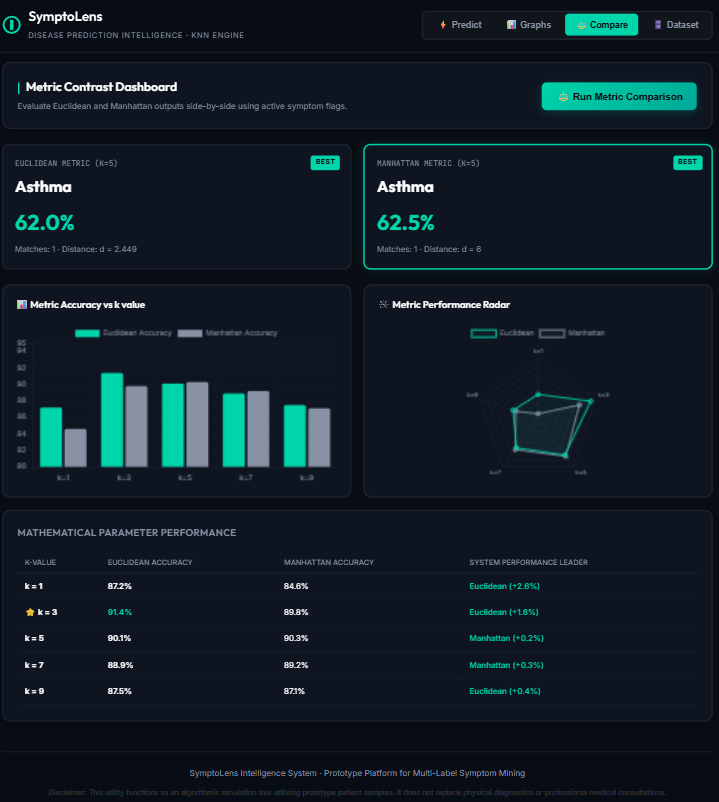 SymptoLens
DISEASE PREDICTION INTELLIGENCE · KNN ENGINE
Predict
Graphs
Compare
Dataset
Metric Contrast Dashboard
Evaluate Euclidean and Manhattan outputs side-by-side using active symptom flags.
Run Metric Comparison
EUCLIDEAN METRIC (K=5)
BEST
Asthma
62.0%
Matches: 1 · Distance: d = 2.449
MANHATTAN METRIC (K=5)
BEST
Asthma
62.5%
Matches: 1 · Distance: d = 6
Metric Accuracy vs k value
Euclidean Accuracy
Manhattan Accuracy
95
94
92
90
88
86
84
82
80
k=1
k=3
k=5
k=7
k=9
Metric Performance Radar
Euclidean
Manhattan
k=1
k=3
k=5
k=7
k=9
MATHEMATICAL PARAMETER PERFORMANCE
K-VALUE EUCLIDEAN ACCURACY MANHATTAN ACCURACY SYSTEM PERFORMANCE LEADER
k = 1 87.2% 84.6% Euclidean (+2.6%)
k = 3 91.4% 89.8% Euclidean (+1.6%)
k = 5 90.1% 90.3% Manhattan (+0.2%)
k = 7 88.9% 89.2% Manhattan (+0.3%)
k = 9 87.5% 87.1% Euclidean (+0.4%)
SymptoLens Intelligence System · Prototype Platform for Multi-Label Symptom Mining
Disclaimer: This utility functions as an algorithmic simulation tool utilizing prototype patient samples. It does not replace physical diagnostics or professional medical consultations.